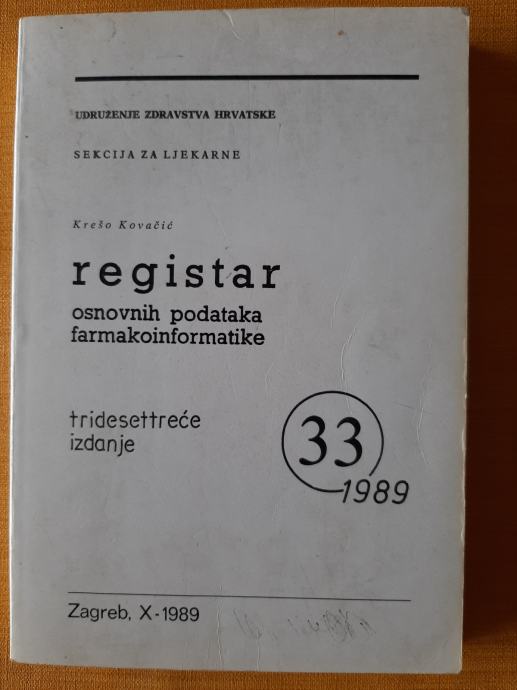 UDRUŽENJE ZDRAVSTVA HRVATSKE
SEKCIJA ZA LJEKARNE
Krešo Kovačić
registar
osnovnih podataka
farmakoinformatike
tridesettreće
izdanje
33
1989
Zagreb, X-1989